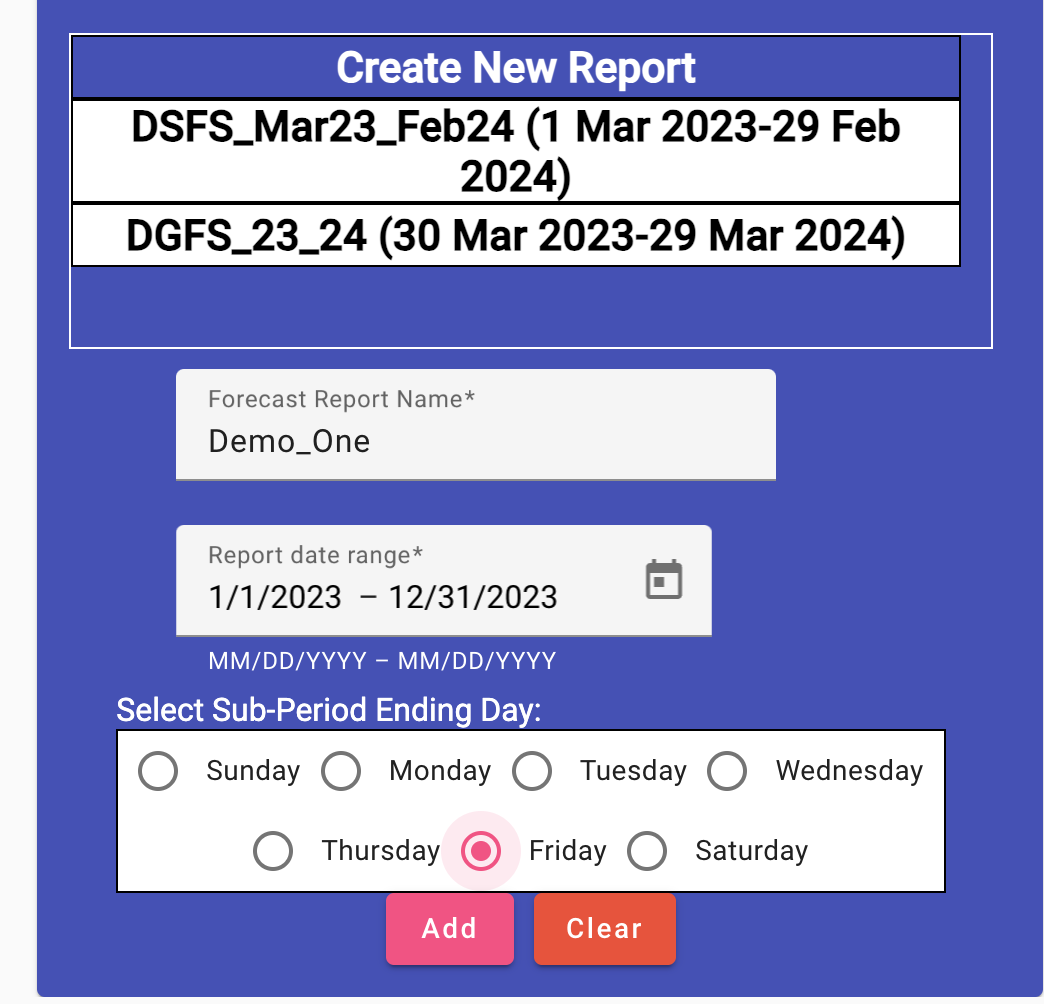 Create New Report
DSFS_Mar23_Feb24 (1 Mar 2023-29 Feb
2024)
DGFS_23_24 (30 Mar 2023-29 Mar 2024)
Forecast Report Name*
Demo_One
Report date range*
1/1/2023 – 12/31/2023
MM/DD/YYYY – MM/DD/YYYY
Select Sub-Period Ending Day:
Sunday Monday Tuesday Wednesday
Thursday Friday Saturday
Add Clear